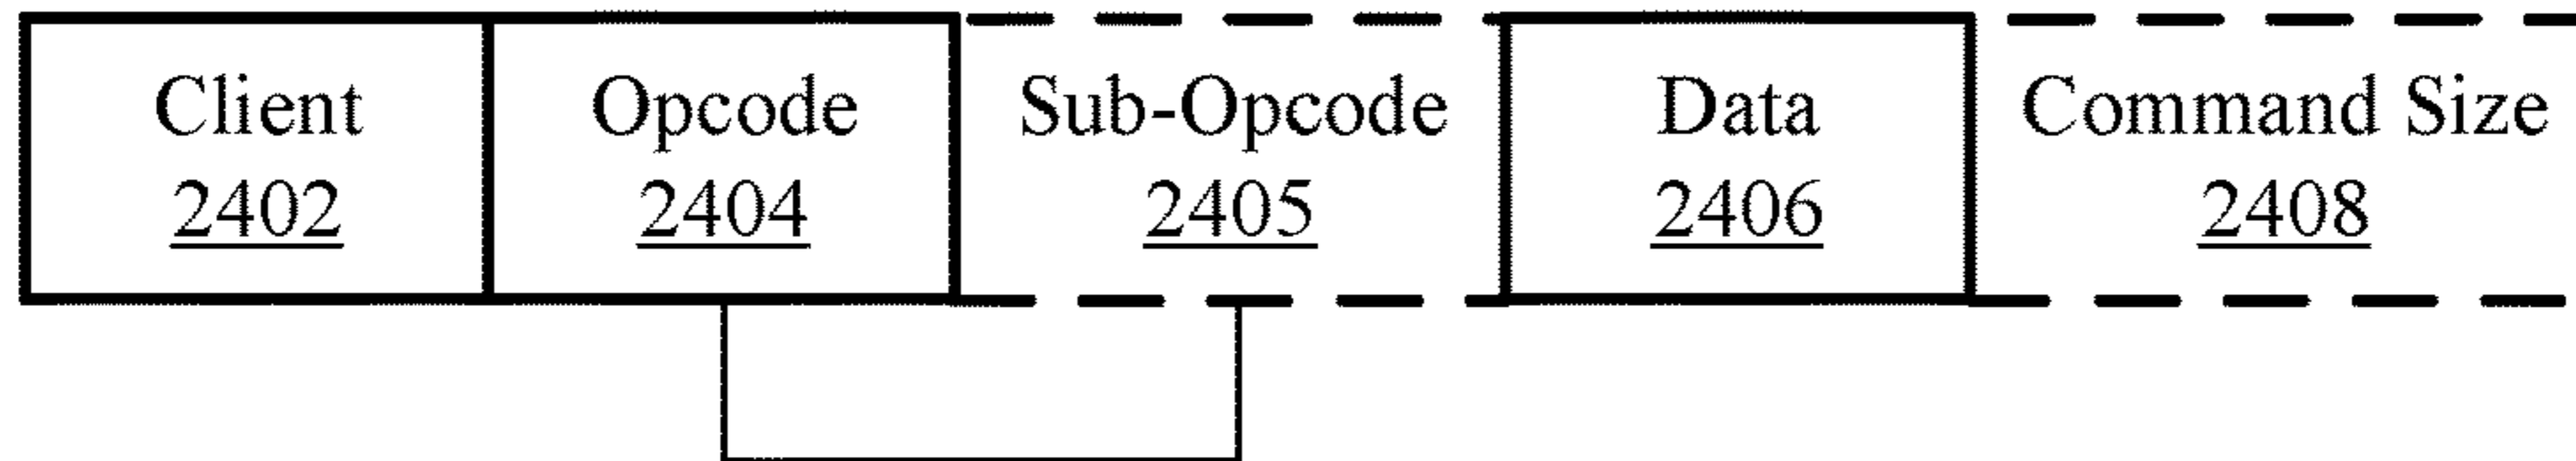 Client
2402
Opcode
2404
Sub-Opcode
2405
Data
2406
Command Size
2408